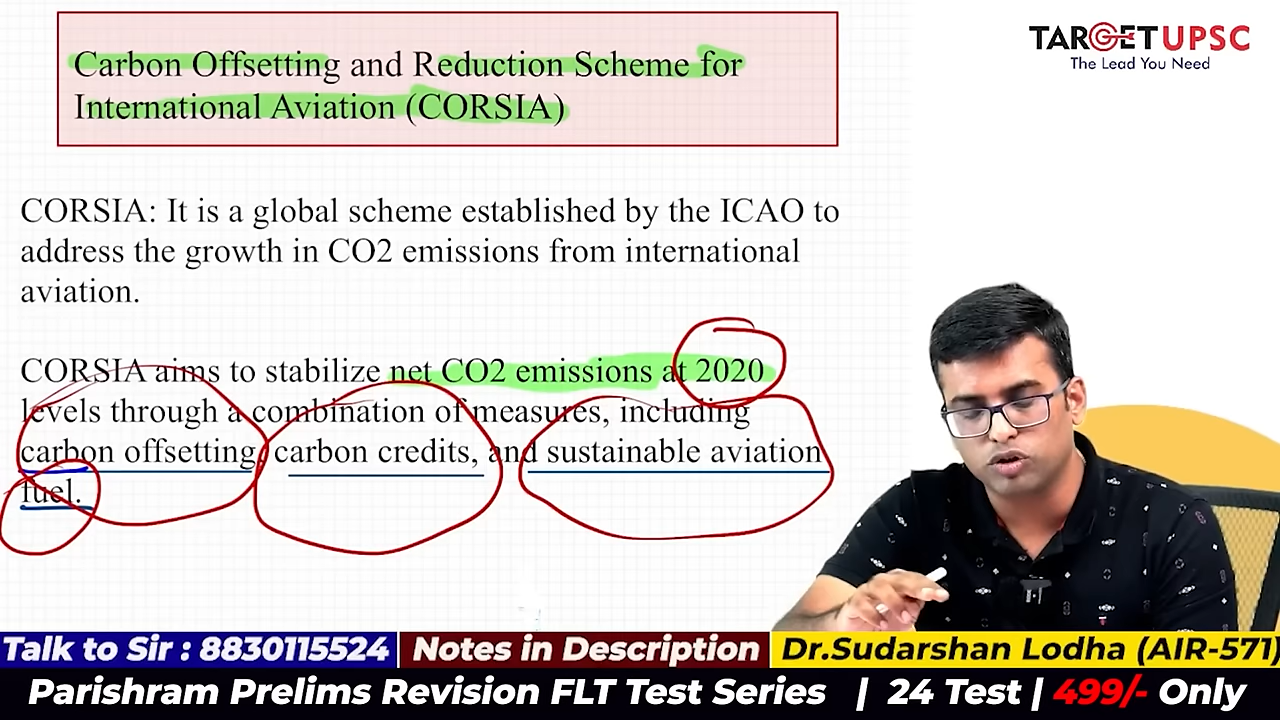 Carbon Offsetting and Reduction Scheme for
International Aviation (CORSIA)
TARGETUPSC
The Lead You Need
CORSIA: It is a global scheme established by the ICAO to
address the growth in CO2 emissions from international
aviation.
CORSIA aims to stabilize net CO2 emissions at 2020
levels through a combination of measures, including
carbon offsetting, carbon credits, and sustainable aviation
fuel.
Talk to Sir : 8830115524 Notes in Description Dr.Sudarshan Lodha (AIR-571)
Parishram Prelims Revision FLT Test Series | 24 Test | 499/- Only